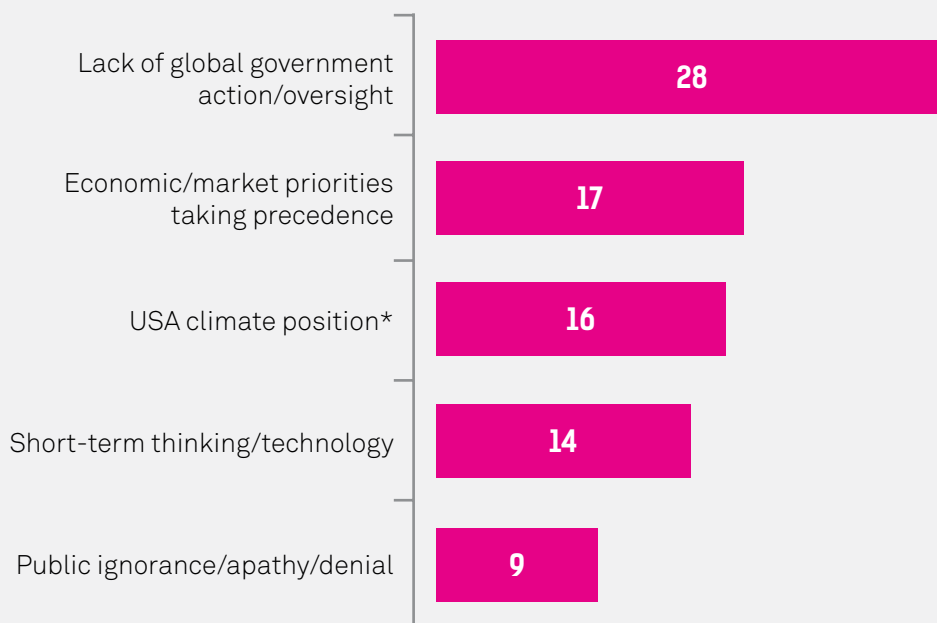 Lack of global government
action/oversight
28
Economic/market priorities
taking precedence
17
USA climate position*
16
Short-term thinking/technology
14
Public ignorance/apathy/denial
9